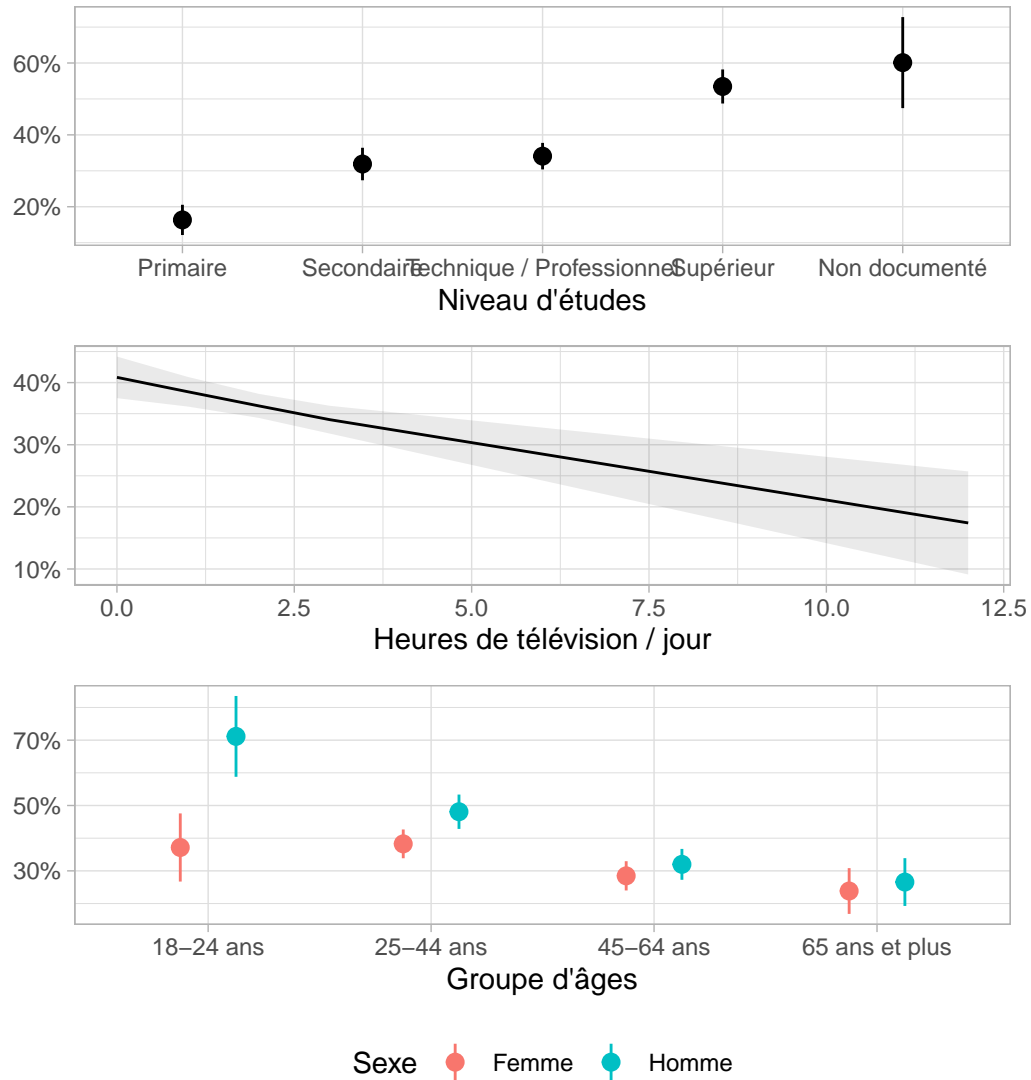 60%
40%
20%
Primaire Secondaire Technique / Professionnel Supérieur Non documenté
Niveau d'études
40%
30%
20%
10%
0.0 2.5 5.0 7.5 10.0 12.5
Heures de télévision / jour
70%
50%
30%
18–24 ans 25–44 ans 45–64 ans 65 ans et plus
Groupe d'âges
Sexe Femme Homme